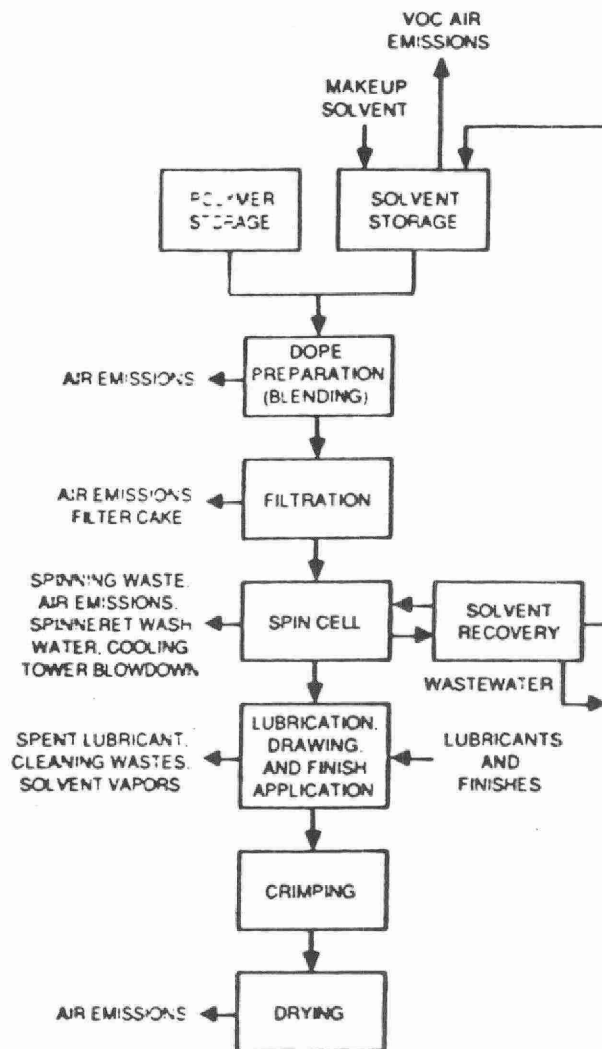 VOC AIR
EMISSIONS
MAKEUP
SOLVENT
POLYMER
STORAGE
SOLVENT
STORAGE
DOPE
PREPARATION
(BLENDING)
AIR EMISSIONS
FILTRATION
AIR EMISSIONS
FILTER CAKE
SPINNING WASTE,
AIR EMISSIONS,
SPINNERET WASH
WATER, COOLING
TOWER BLOWDOWN
SPIN CELL
SOLVENT
RECOVERY
WASTEWATER
SPENT LUBRICANT,
CLEANING WASTES,
SOLVENT VAPORS
LUBRICATION,
DRAWING,
AND FINISH
APPLICATION
LUBRICANTS
AND
FINISHES
CRIMPING
AIR EMISSIONS
DRYING